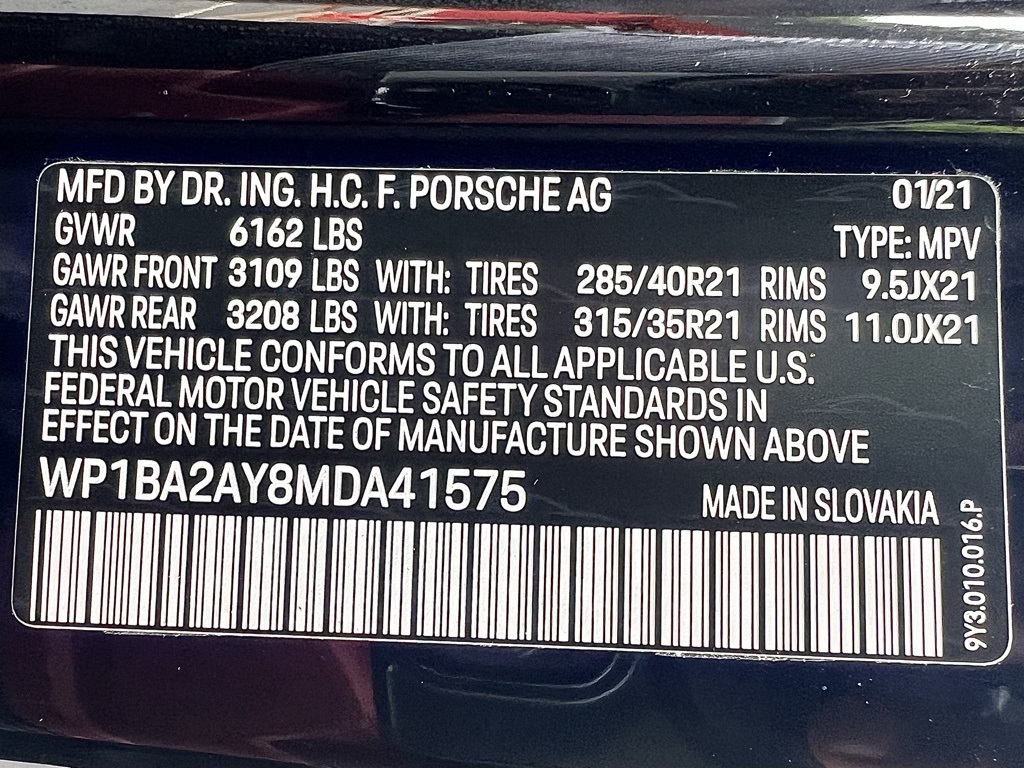 MFD BY DR. ING. H.C. F. PORSCHE AG 01/21
GVWR 6162 LBS TYPE: MPV
GAWR FRONT 3109 LBS WITH: TIRES 285/40R21 RIMS 9.5JX21
GAWR REAR 3208 LBS WITH: TIRES 315/35R21 RIMS 11.0JX21
THIS VEHICLE CONFORMS TO ALL APPLICABLE U.S.
FEDERAL MOTOR VEHICLE SAFETY STANDARDS IN
EFFECT ON THE DATE OF MANUFACTURE SHOWN ABOVE
WP1BA2AY8MDA41575 MADE IN SLOVAKIA
9Y3.010.016.P